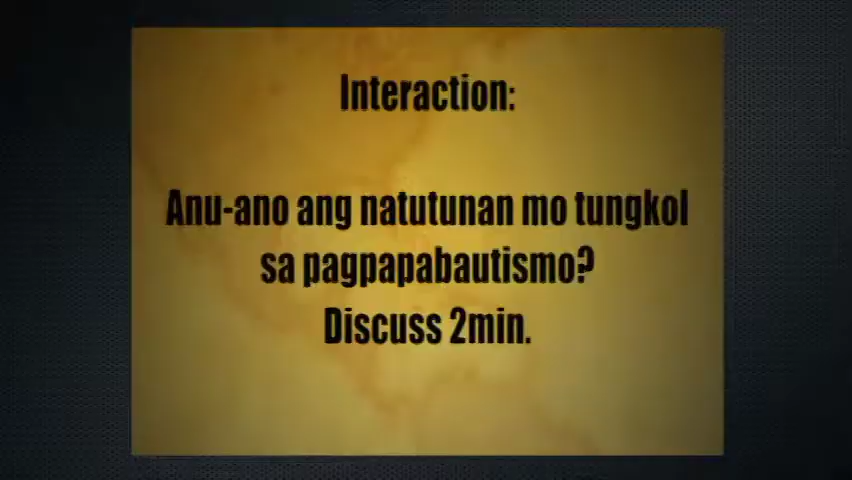 Interaction:
Anu-ano ang natutunan mo tungkol
sa pagpapabautismo?
Discuss 2min.